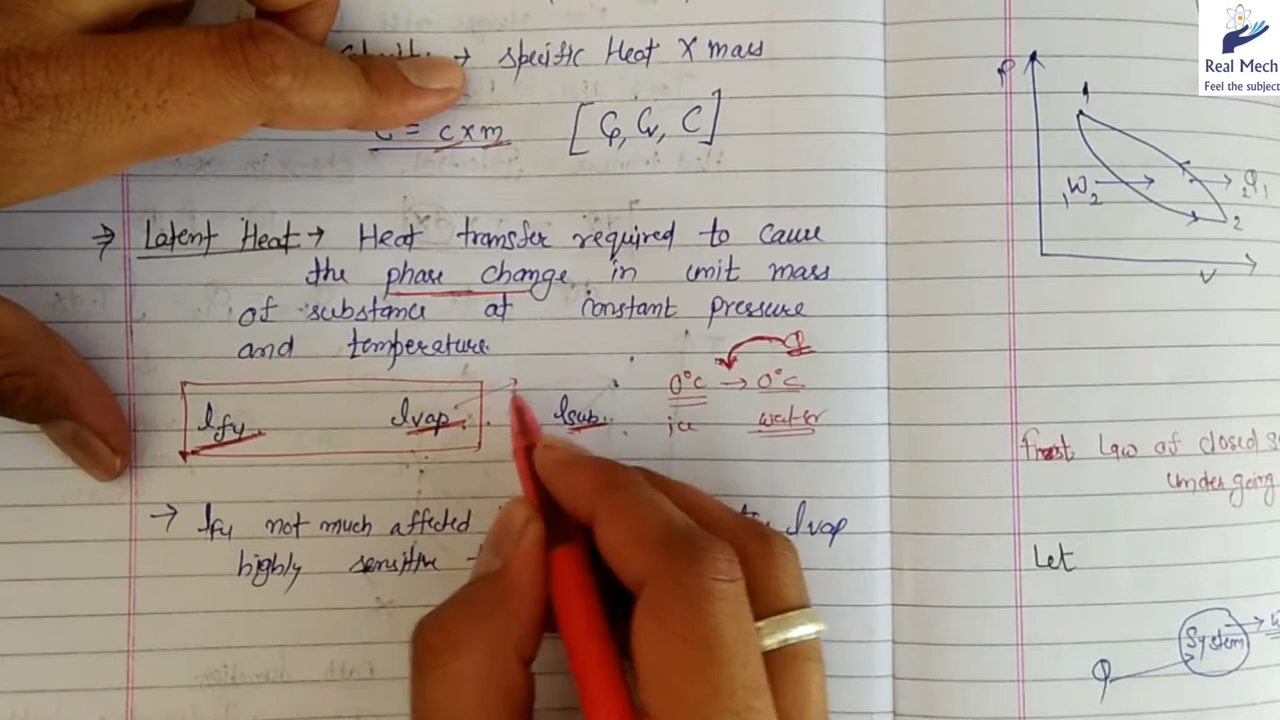 → specific Heat X mass
= c x m [Cp, Cv, C]
⇒ Latent Heat → Heat transfer required to cause
the phase change in unit mass
of substance at constant pressure
and temperature.
lfu lvap lsub
0°C → 0°C
ice water
Q
→ lfu not much affected lvap
highly sensitive
P
1
1W2 → 2Q1
2
V
First Law of closed
undergoing
Let
System
Q
Real Mech
Feel the subject